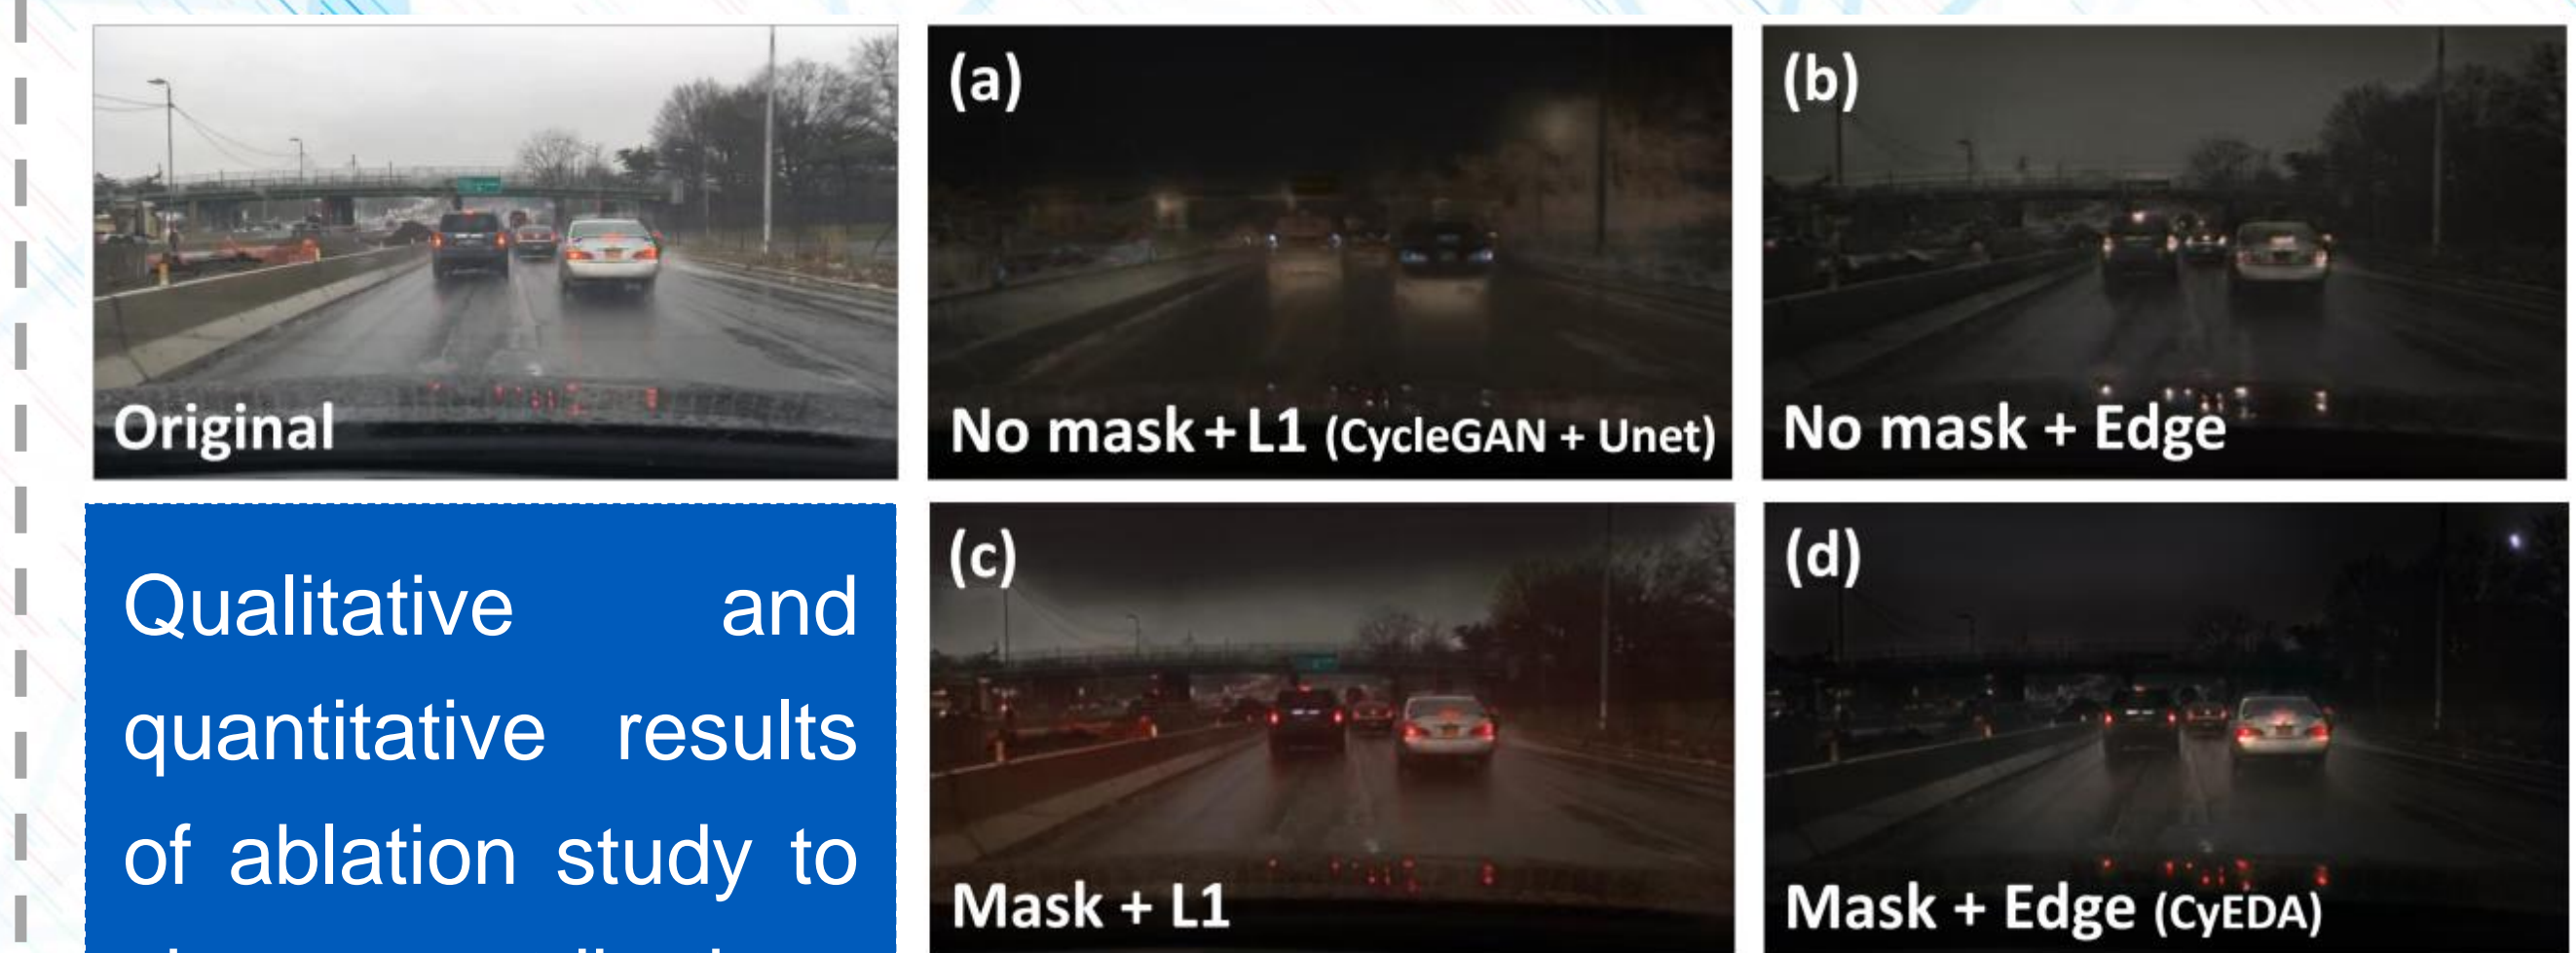 Original
(a)
No mask + L1 (CycleGAN + Unet)
(b)
No mask + Edge
Qualitative and
quantitative results
of ablation study to
(c)
Mask + L1
(d)
Mask + Edge (CyEDA)